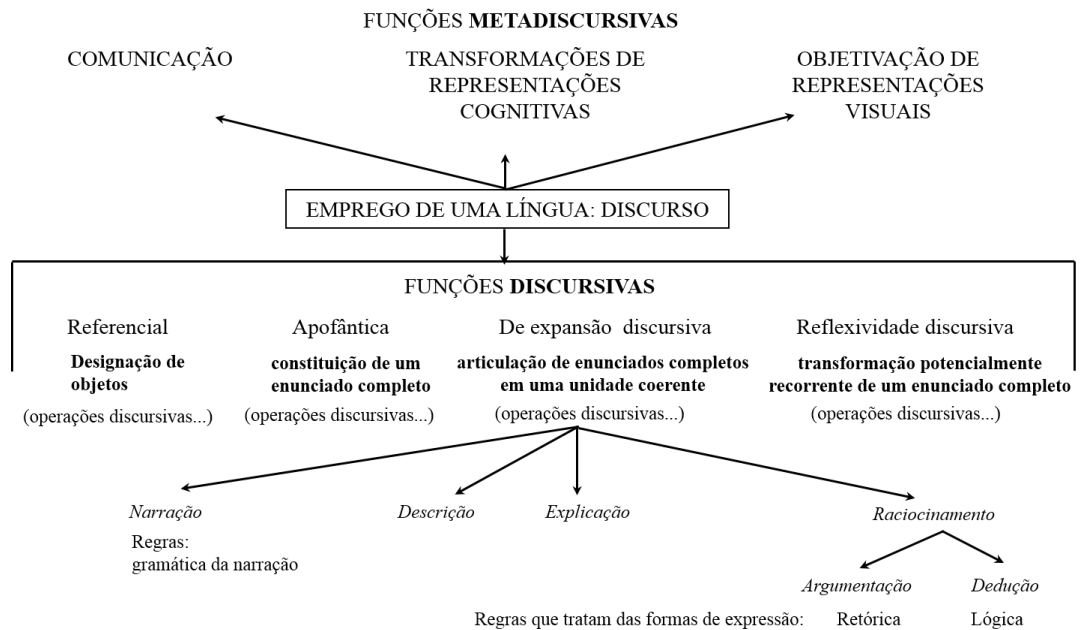 FUNÇÕES METADISCURSIVAS
COMUNICAÇÃO
TRANSFORMAÇÕES DE
REPRESENTAÇÕES
COGNITIVAS
OBJETIVAÇÃO DE
REPRESENTAÇÕES
VISUAIS
EMPREGO DE UMA LÍNGUA: DISCURSO
FUNÇÕES DISCURSIVAS
Referencial
Designação de
objetos
(operações discursivas...)
Apofântica
constituição de um
enunciado completo
(operações discursivas...)
De expansão discursiva
articulação de enunciados completos
em uma unidade coerente
(operações discursivas...)
Reflexividade discursiva
transformação potencialmente
recorrente de um enunciado completo
(operações discursivas...)
Narração
Regras:
gramática da narração
Descrição
Explicação
Raciocinamento
Argumentação
Dedução
Regras que tratam das formas de expressão:
Retórica
Lógica